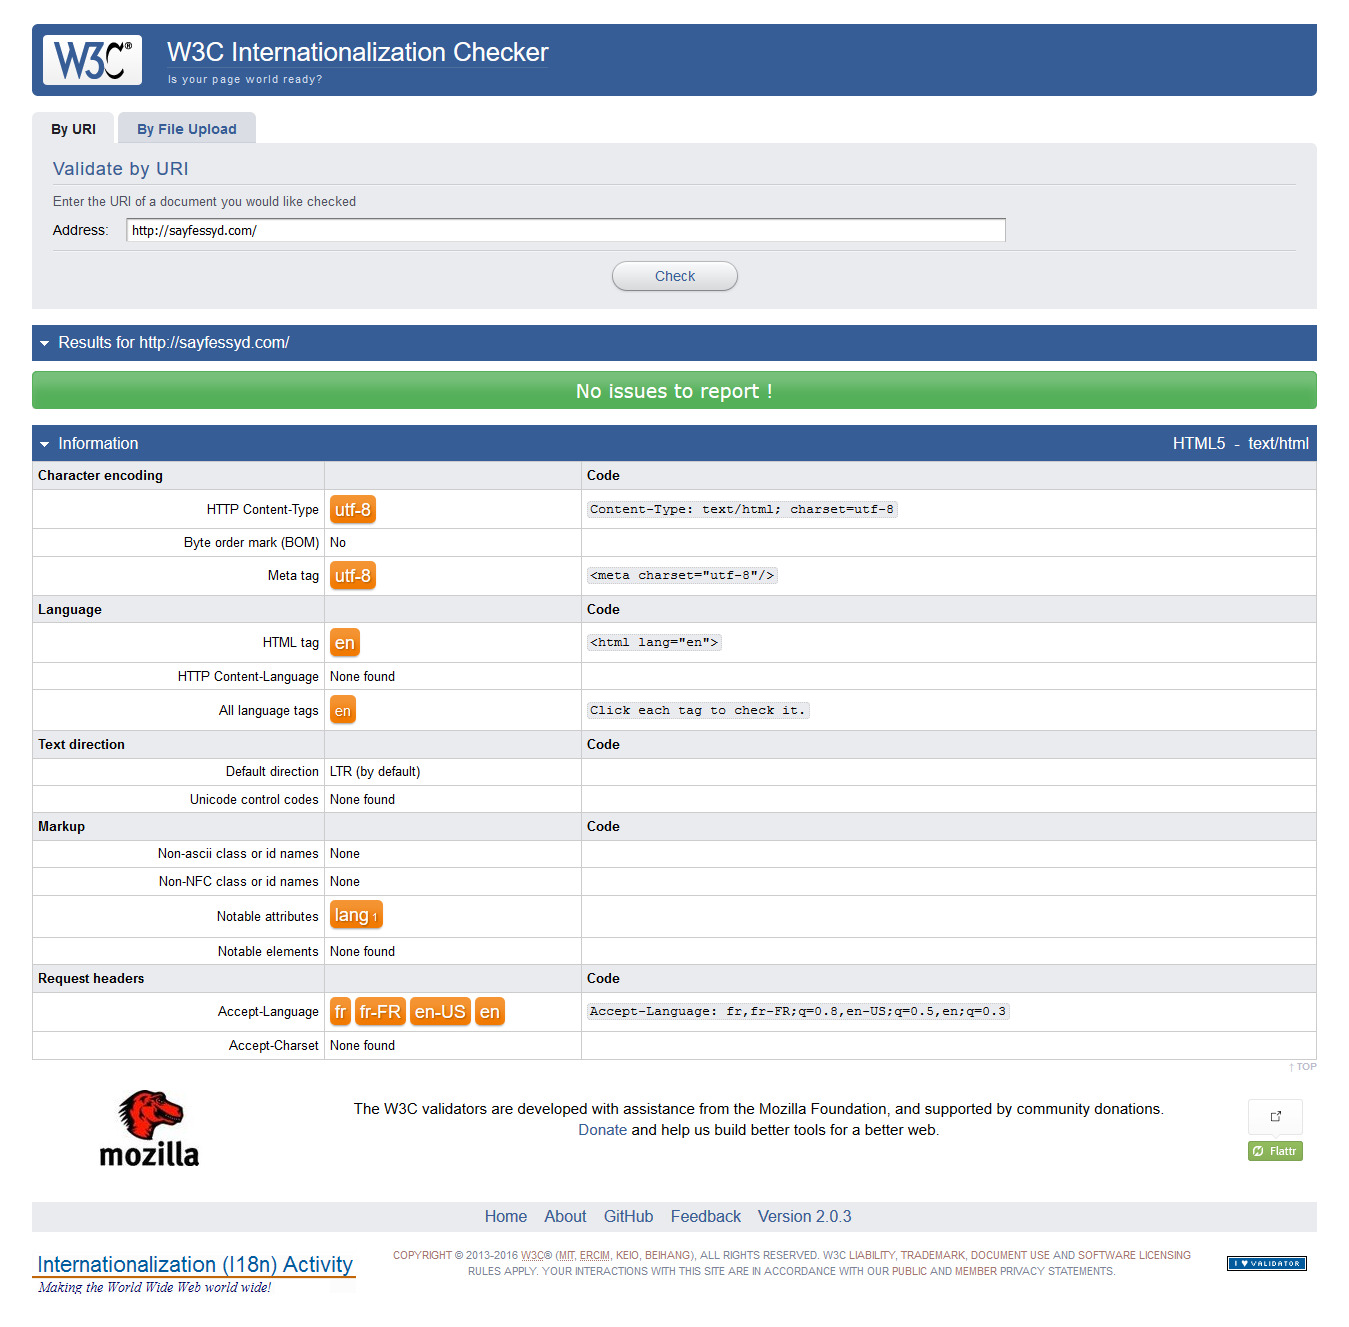 W3C®
W3C Internationalization Checker
Is your page world ready?
By URI
By File Upload
Validate by URI
Enter the URI of a document you would like checked
Address: http://sayfessyd.com/
Check
Results for http://sayfessyd.com/
No issues to report !
Information HTML5 - text/html
Character encoding Code
HTTP Content-Type utf-8 Content-Type: text/html; charset=utf-8
Byte order mark (BOM) No
Meta tag utf-8 <meta charset="utf-8"/>
Language Code
HTML tag en <html lang="en">
HTTP Content-Language None found
All language tags en Click each tag to check it.
Text direction Code
Default direction LTR (by default)
Unicode control codes None found
Markup Code
Non-ascii class or id names None
Non-NFC class or id names None
Notable attributes lang 1
Notable elements None found
Request headers Code
Accept-Language fr fr-FR en-US en Accept-Language: fr,fr-FR;q=0.8,en-US;q=0.5,en;q=0.3
Accept-Charset None found
↑ TOP
mozilla
The W3C validators are developed with assistance from the Mozilla Foundation, and supported by community donations.
Donate and help us build better tools for a better web.
Flattr
Home About GitHub Feedback Version 2.0.3
Internationalization (I18n) Activity
Making the World Wide Web world wide!
COPYRIGHT © 2013-2016 W3C® (MIT, ERCIM, KEIO, BEIHANG), ALL RIGHTS RESERVED. W3C LIABILITY, TRADEMARK, DOCUMENT USE AND SOFTWARE LICENSING
RULES APPLY. YOUR INTERACTIONS WITH THIS SITE ARE IN ACCORDANCE WITH OUR PUBLIC AND MEMBER PRIVACY STATEMENTS.
I ♥ VALIDATOR